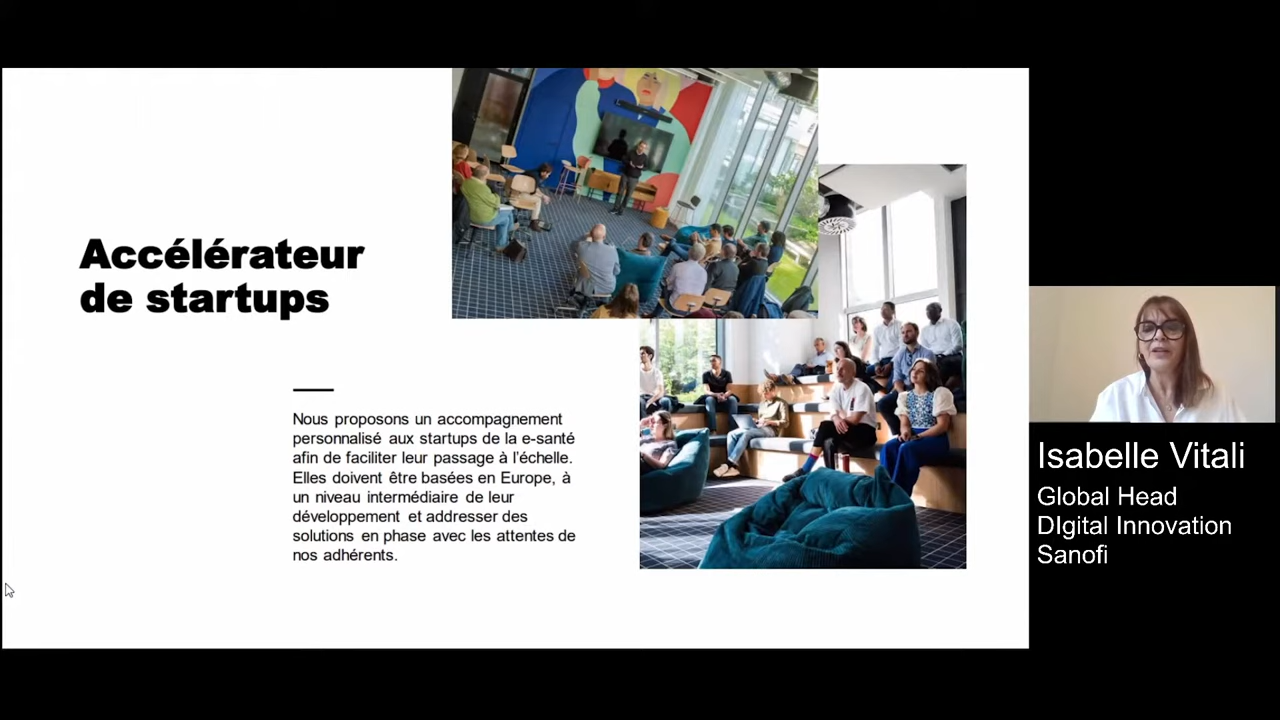 Accélérateur
de startups
Nous proposons un accompagnement
personnalisé aux startups de la e-santé
afin de faciliter leur passage à l'échelle.
Elles doivent être basées en Europe, à
un niveau intermédiaire de leur
développement et addresser des
solutions en phase avec les attentes de
nos adhérents.
Isabelle Vitali
Global Head
DIgital Innovation
Sanofi